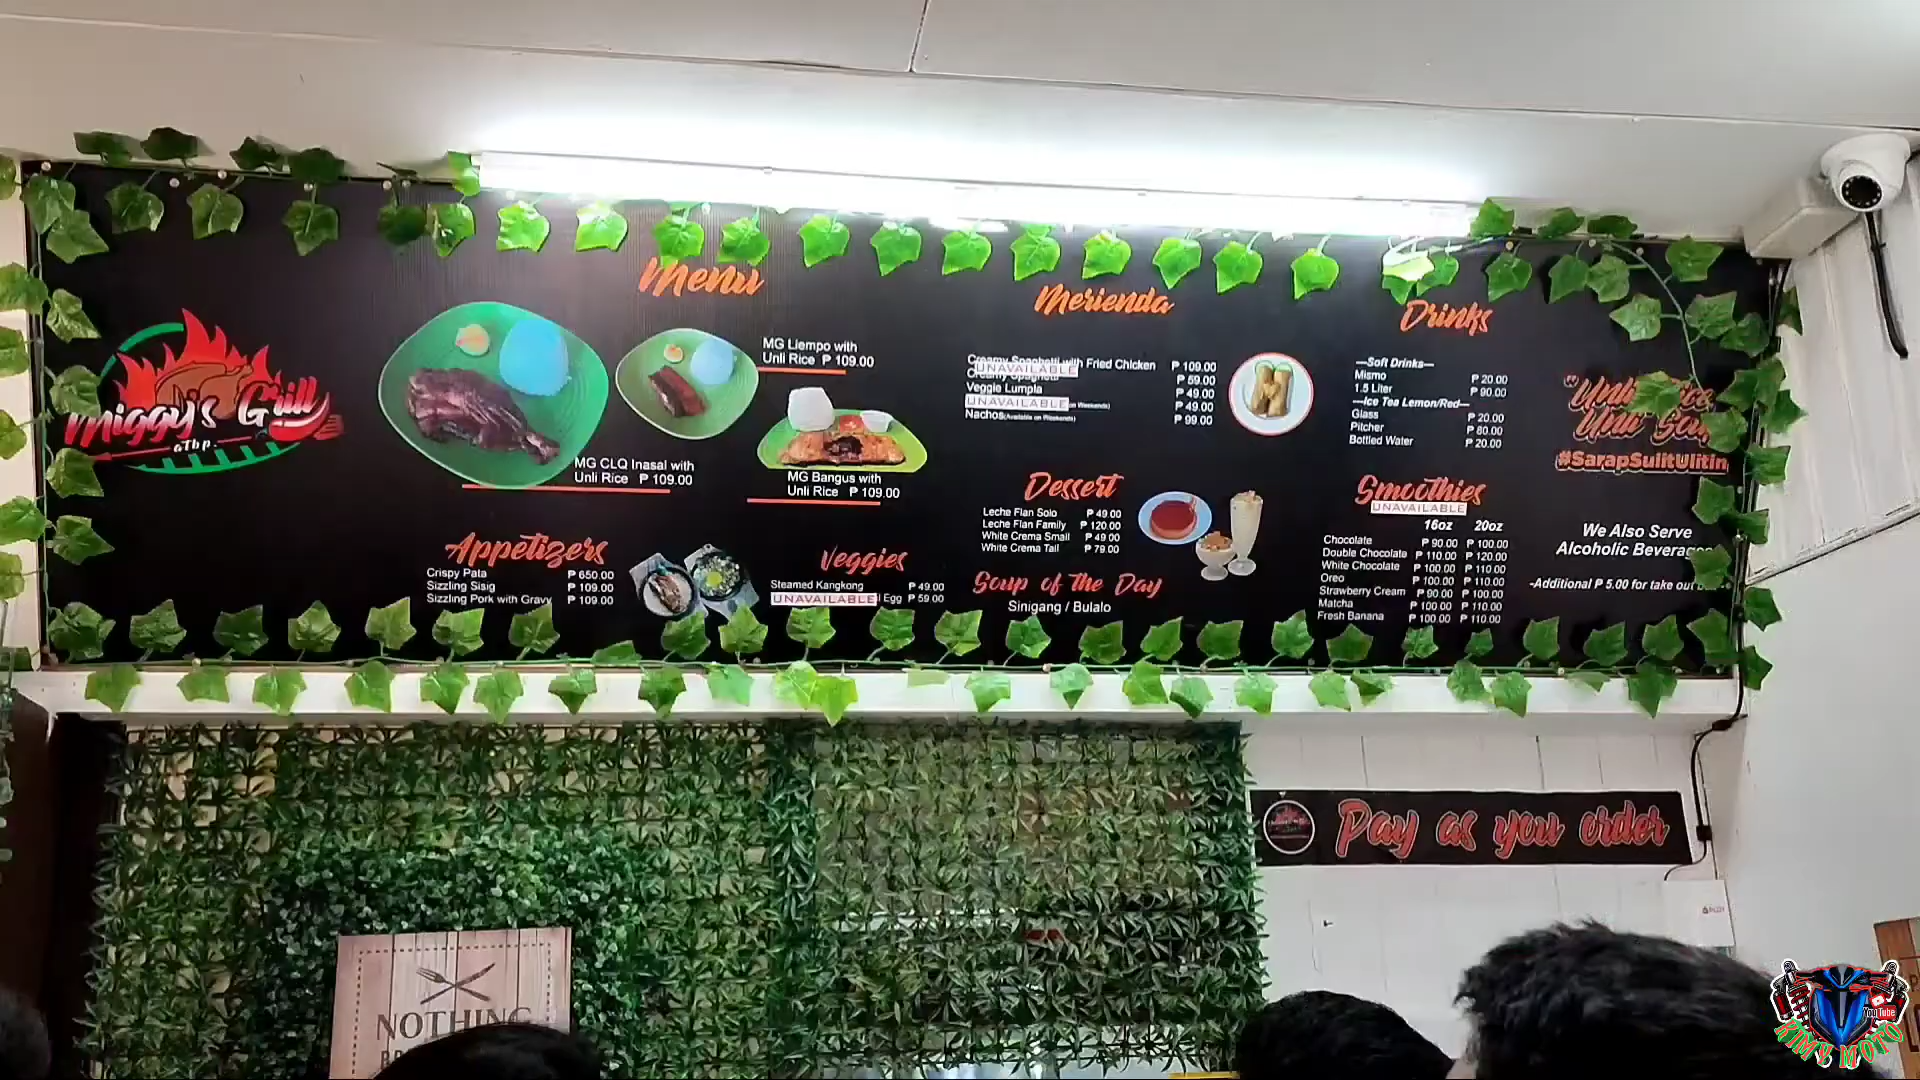 Miggy's Grill
Tbp.
Menu
MG Liempo with
Unli Rice ₱ 109.00
MG CLQ Inasal with
Unli Rice ₱ 109.00
MG Bangus with
Unli Rice ₱ 109.00
Appetizers
Crispy Pata ₱ 650.00
Sizzling Sisig ₱ 109.00
Sizzling Pork with Gravy ₱ 109.00
Veggies
Steamed Kangkong ₱ 49.00
UNAVAILABLE Egg ₱ 59.00
Merienda
Creamy Spaghetti with Fried Chicken ₱ 109.00
UNAVAILABLE
Creamy Spaghetti ₱ 59.00
Veggie Lumpia ₱ 49.00
UNAVAILABLE on Weekends) ₱ 49.00
Nachos (Available on Weekends) ₱ 99.00
Dessert
Leche Flan Solo ₱ 49.00
Leche Flan Family ₱ 120.00
White Crema Small ₱ 49.00
White Crema Tall ₱ 79.00
Soup of the Day
Sinigang / Bulalo
Drinks
—Soft Drinks—
Mismo ₱ 20.00
1.5 Liter ₱ 90.00
—Ice Tea Lemon/Red—
Glass ₱ 20.00
Pitcher ₱ 80.00
Bottled Water ₱ 20.00
Smoothies
UNAVAILABLE
16oz 20oz
Chocolate ₱ 90.00 ₱ 100.00
Double Chocolate ₱ 110.00 ₱ 120.00
White Chocolate ₱ 100.00 ₱ 110.00
Oreo ₱ 100.00 ₱ 110.00
Strawberry Cream ₱ 90.00 ₱ 100.00
Matcha ₱ 100.00 ₱ 110.00
Fresh Banana ₱ 100.00 ₱ 110.00
#SarapSulitUlitin
We Also Serve
Alcoholic Beverages
-Additional ₱ 5.00 for take out
Pay as you order
NOTHING
YouTube
RIMY MOTO